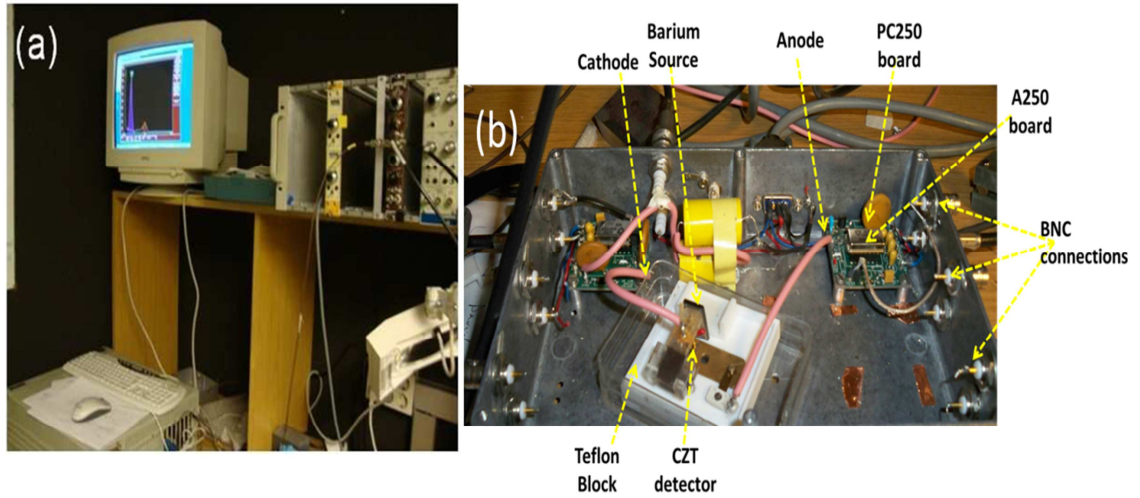 (a)
Barium
Source
Cathode
Anode
PC250
board
A250
board
(b)
BNC
connections
Teflon
Block
CZT
detector